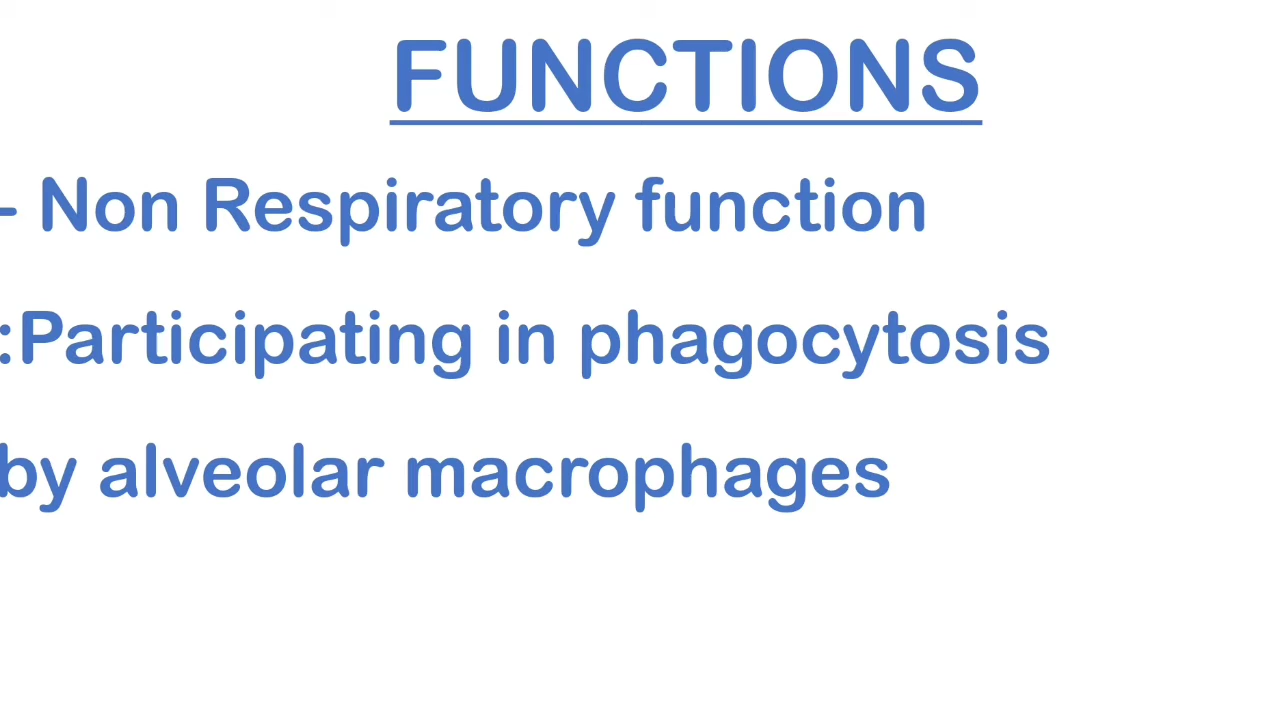 FUNCTIONS
- Non Respiratory function
:Participating in phagocytosis
by alveolar macrophages